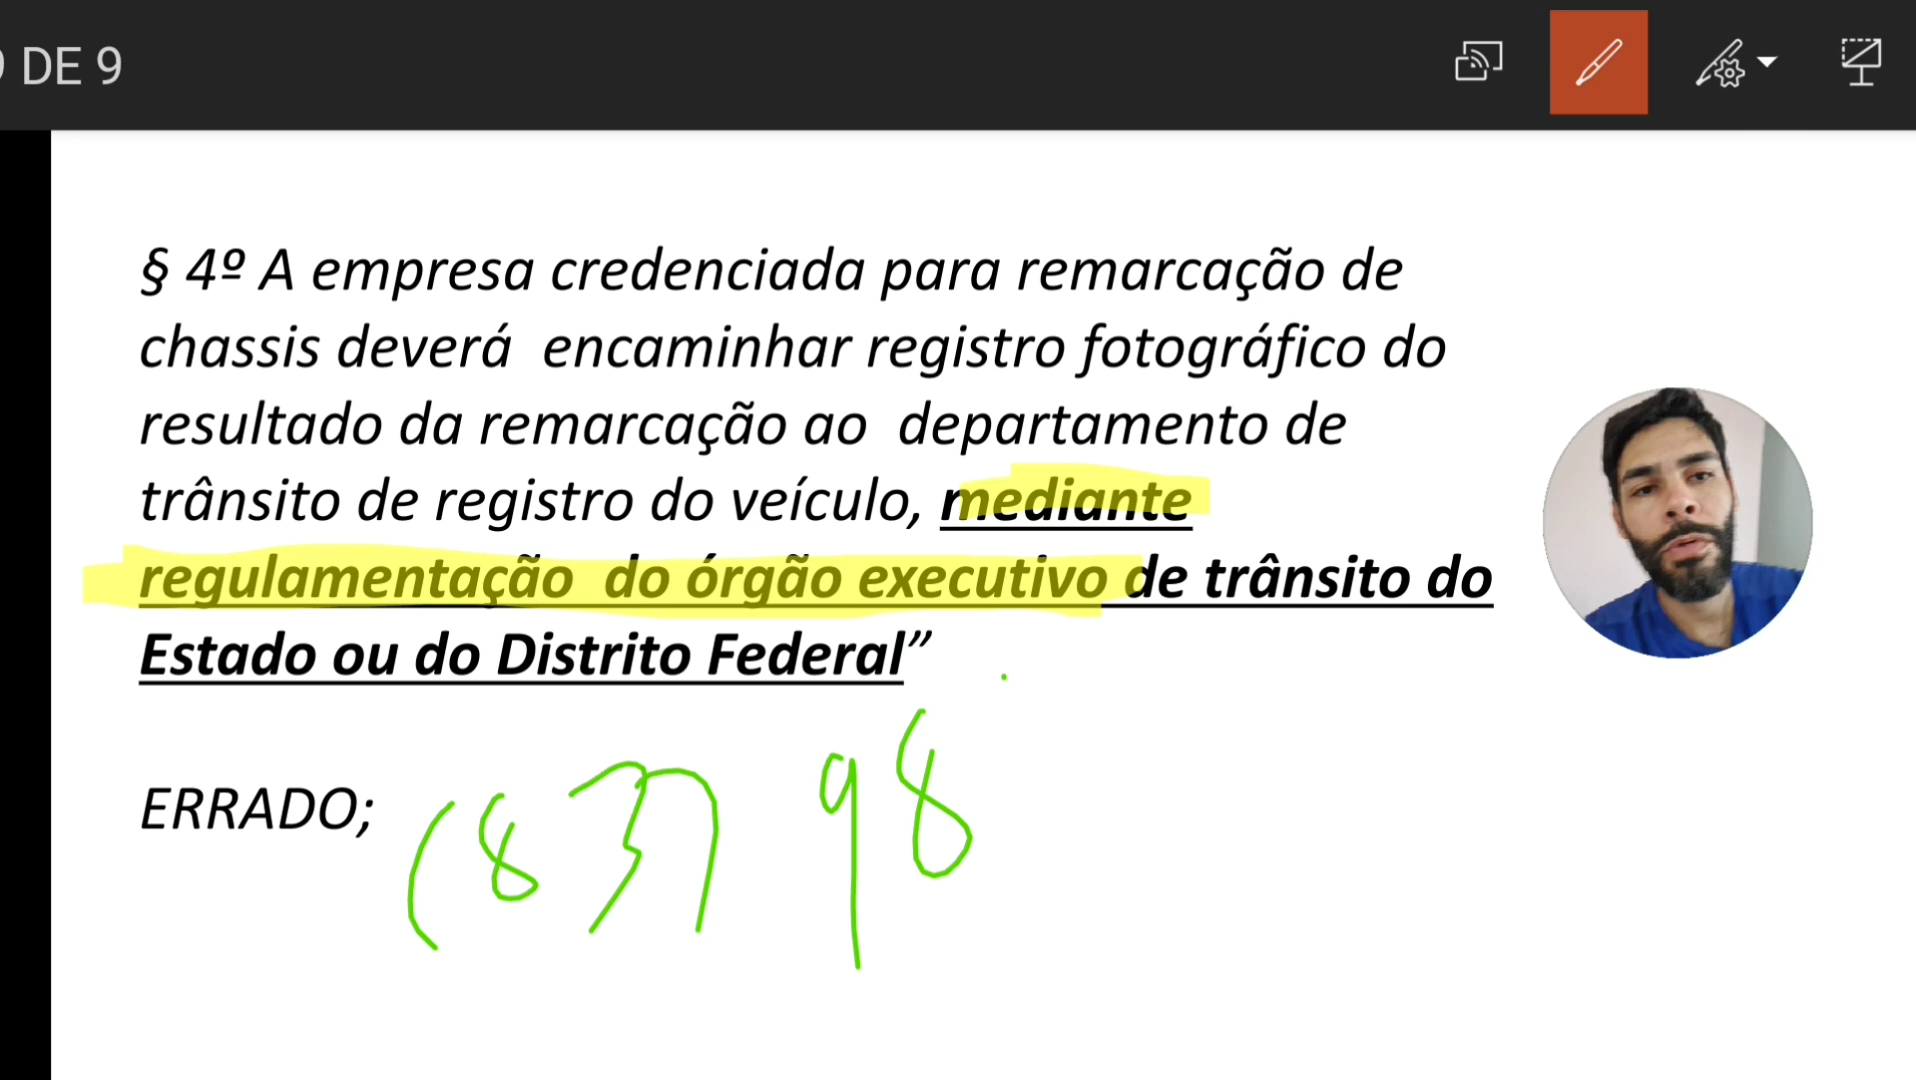 DE 9
§ 4º A empresa credenciada para remarcação de
chassis deverá encaminhar registro fotográfico do
resultado da remarcação ao departamento de
trânsito de registro do veículo, mediante
regulamentação do órgão executivo de trânsito do
Estado ou do Distrito Federal”
ERRADO; (83) 98